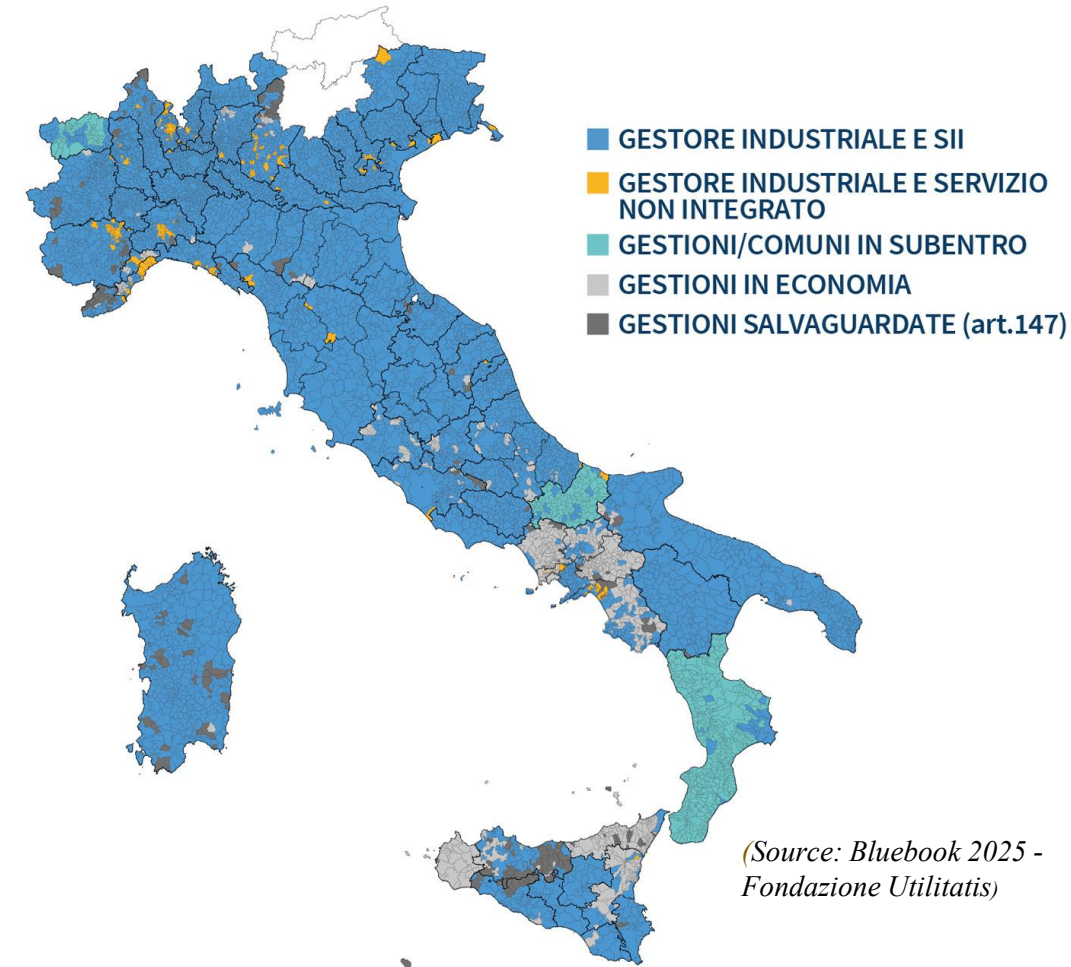 GESTORE INDUSTRIALE E SII
GESTORE INDUSTRIALE E SERVIZIO
NON INTEGRATO
GESTIONI/COMUNI IN SUBENTRO
GESTIONI IN ECONOMIA
GESTIONI SALVAGUARDATE (art.147)
(Source: Bluebook 2025 -
Fondazione Utilitatis)